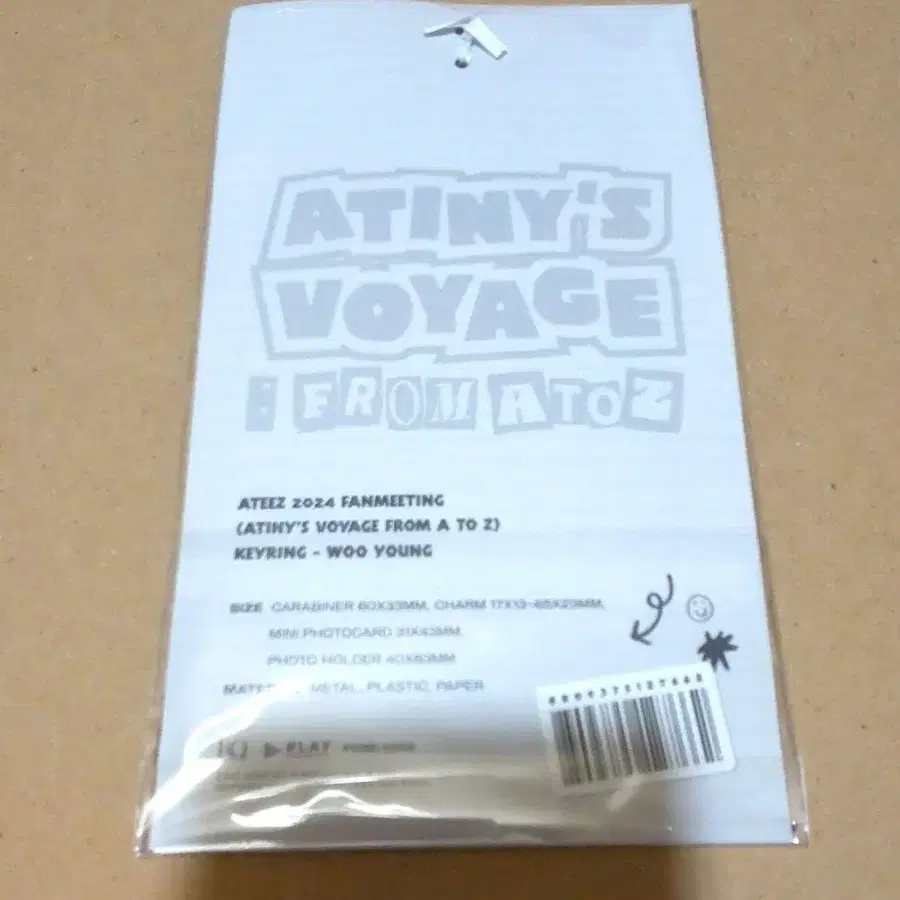 ATINY'S
VOYAGE
: FROM A TO Z
ATEEZ 2024 FANMEETING
(ATINY'S VOYAGE FROM A TO Z)
KEYRING - WOO YOUNG
SIZE CARABINER 60X33MM, CHARM 17X13~65X23MM,
MINI PHOTOCARD 31X43MM,
PHOTO HOLDER 40X63MM
METAL, PLASTIC, PAPER
KQ PLAY